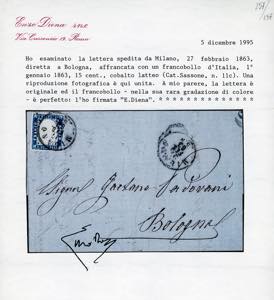 Enzo Diena
Via Crescenzio 19. Roma
5 dicembre 1995
Ho esaminato la lettera spedita da Milano, 27 febbraio 1863,
diretta a Bologna, affrancata con un francobollo d'Italia, 1°
gennaio 1863, 15 cent., cobalto latteo (Cat.Sassone, n. 11c). Una
riproduzione fotografica è qui unita. A mio parere, la lettera è
originale ed il francobollo - nella sua rara gradazione di colore
- è perfetto: l'ho firmata "E.Diena".
Signor Gaetano Padovani
Bologna